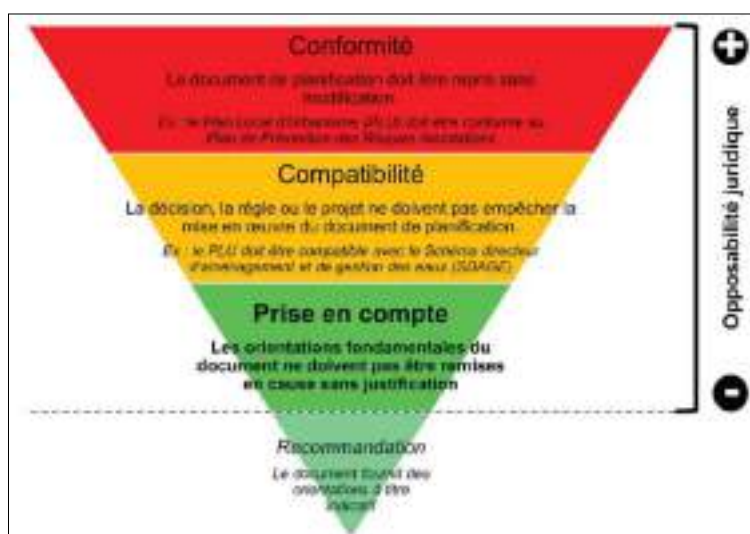 Conformité
Le document de planification doit être repris sans
modification
Ex : le Plan Local d'Urbanisme (PLU) doit être conforme au
Plan de Prévention des Risques Inondations
Compatibilité
La décision, la règle ou le projet ne doivent pas empêcher la
mise en œuvre du document de planification
Ex : le PLU doit être compatible avec le Schéma directeur
d'aménagement et de gestion des eaux (SDAGE)
Prise en compte
Les orientations fondamentales du
document ne doivent pas être remises
en cause sans justification
Recommandation
Le document fournit des
orientations à titre
indicatif
+
Opposabilité juridique
-